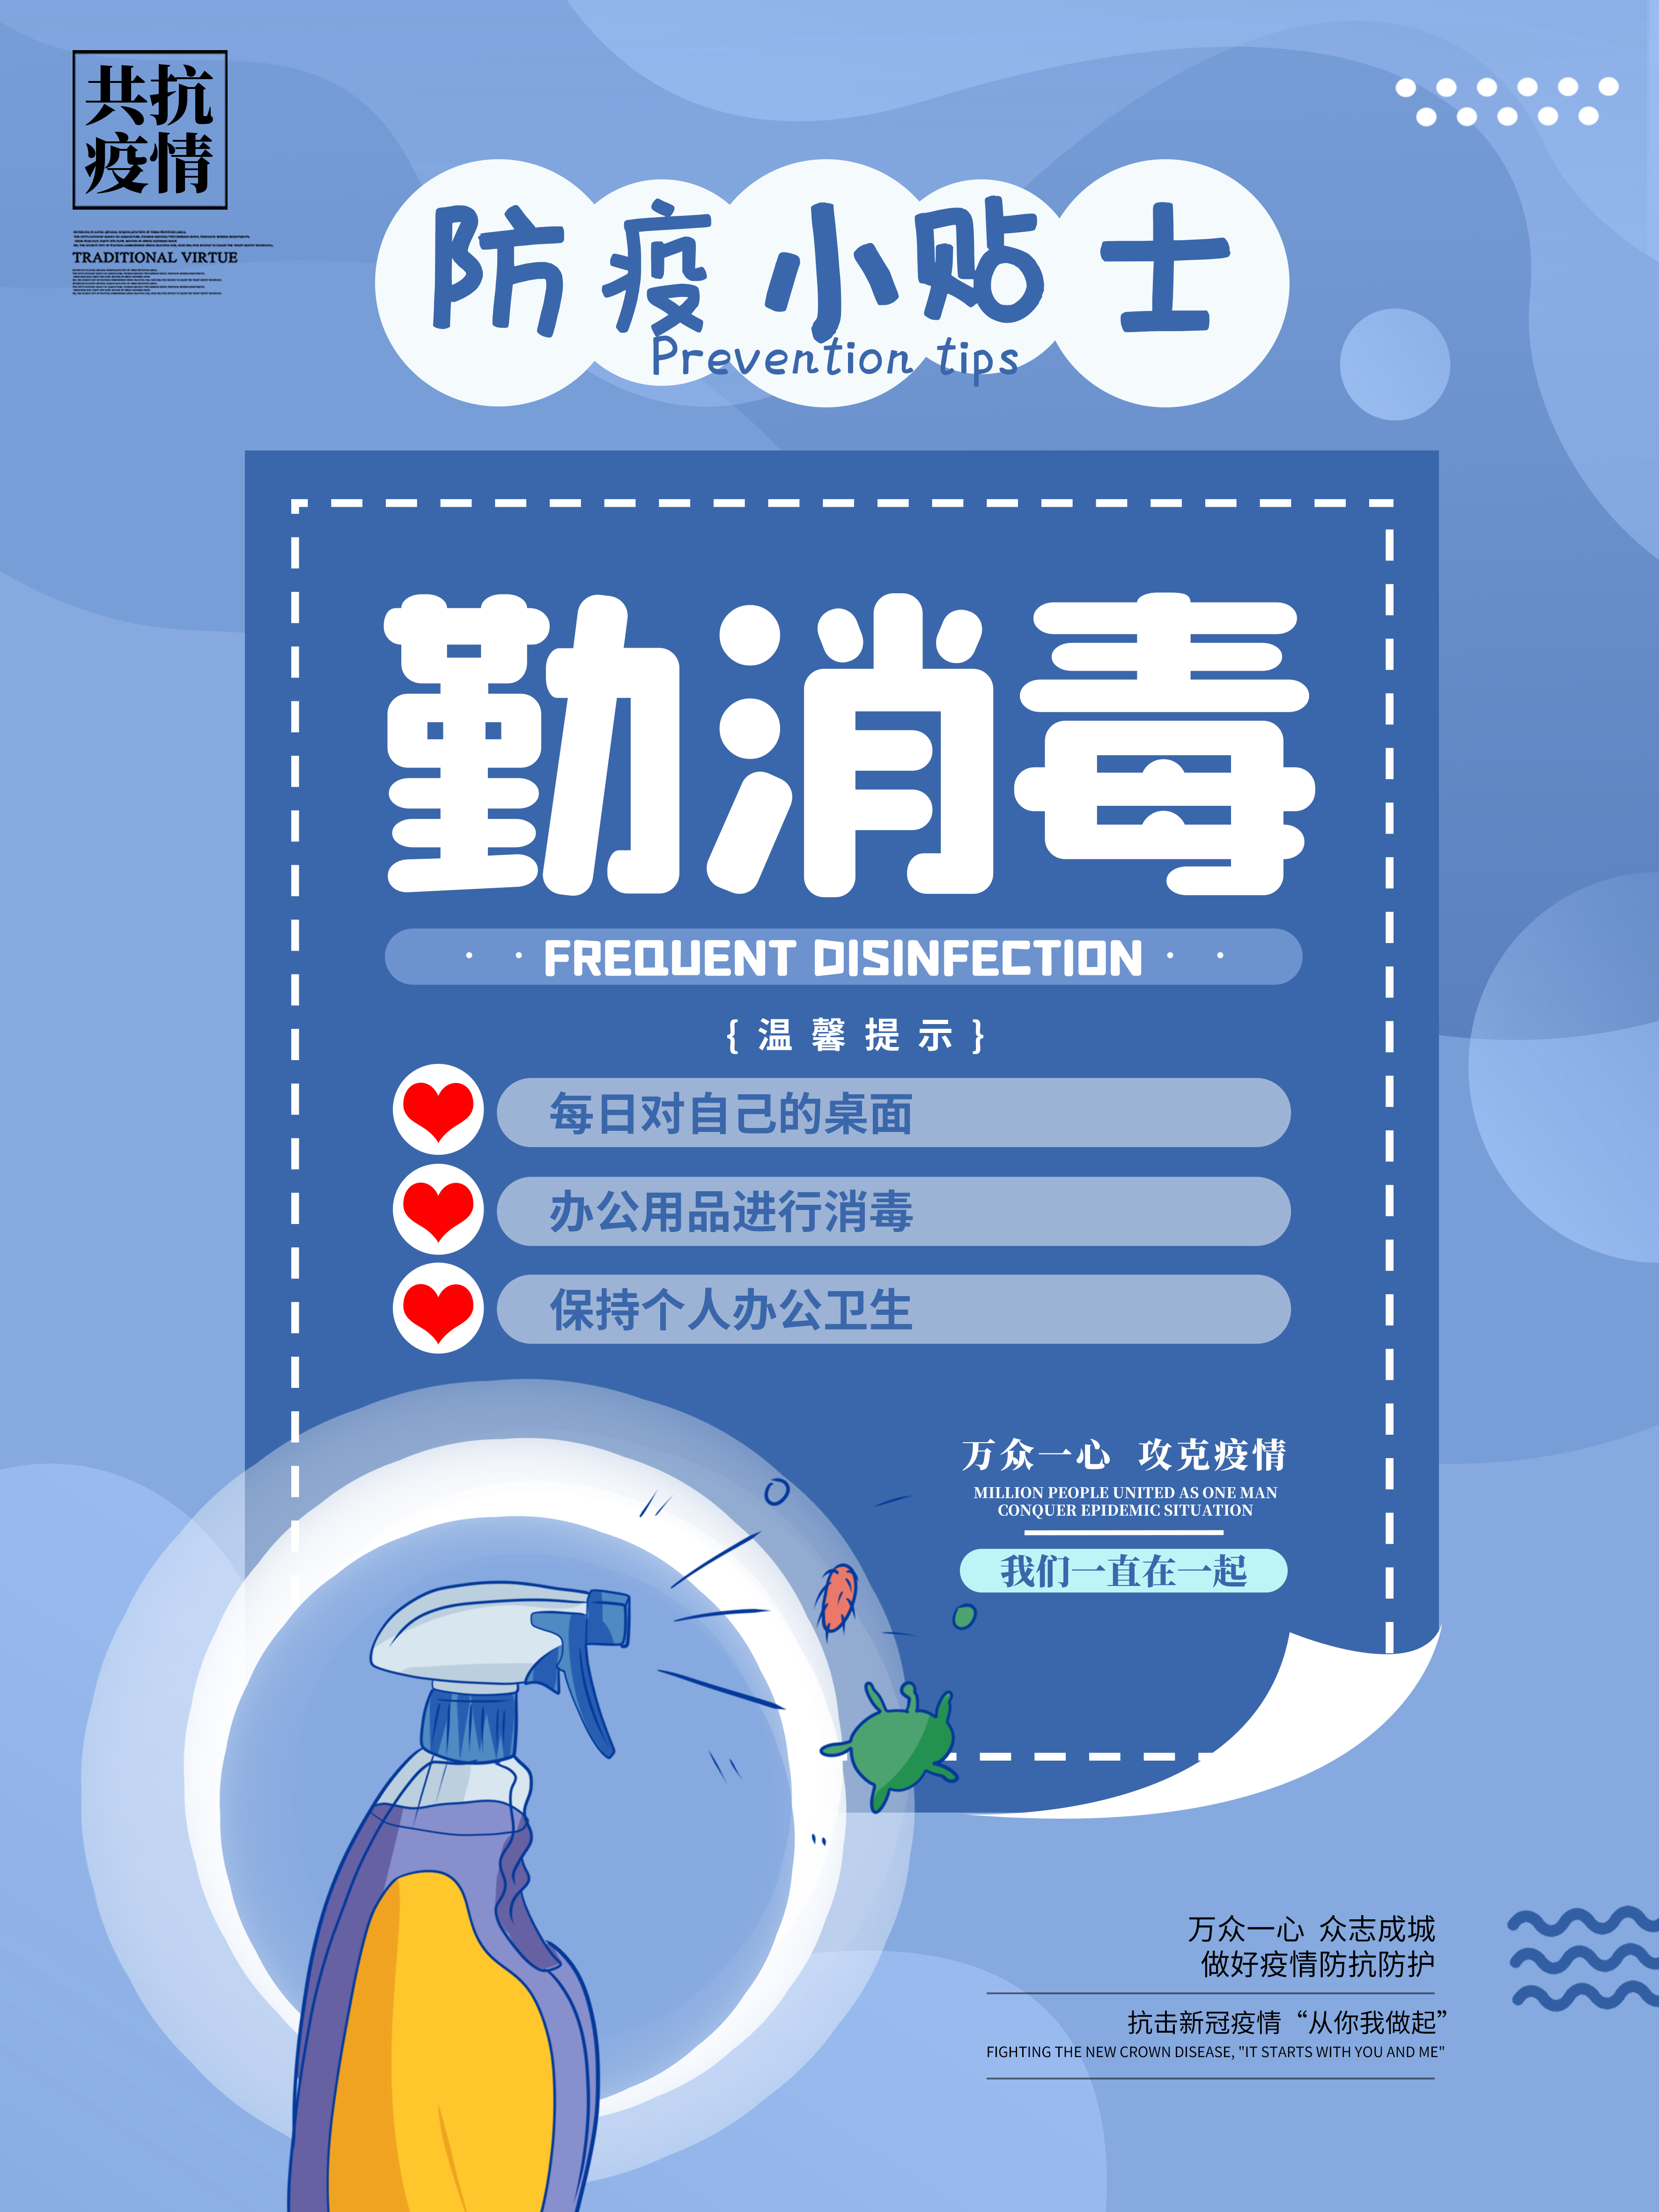 共抗
疫情
TRADITIONAL VIRTUE
防疫小贴士
Prevention tips
勤消毒
· · FREQUENT DISINFECTION · ·
{ 温 馨 提 示 }
每日对自己的桌面
办公用品进行消毒
保持个人办公卫生
万众一心 攻克疫情
MILLION PEOPLE UNITED AS ONE MAN
CONQUER EPIDEMIC SITUATION
我们一直在一起
万众一心 众志成城
做好疫情防抗防护
抗击新冠疫情“从你我做起”
FIGHTING THE NEW CROWN DISEASE, "IT STARTS WITH YOU AND ME"